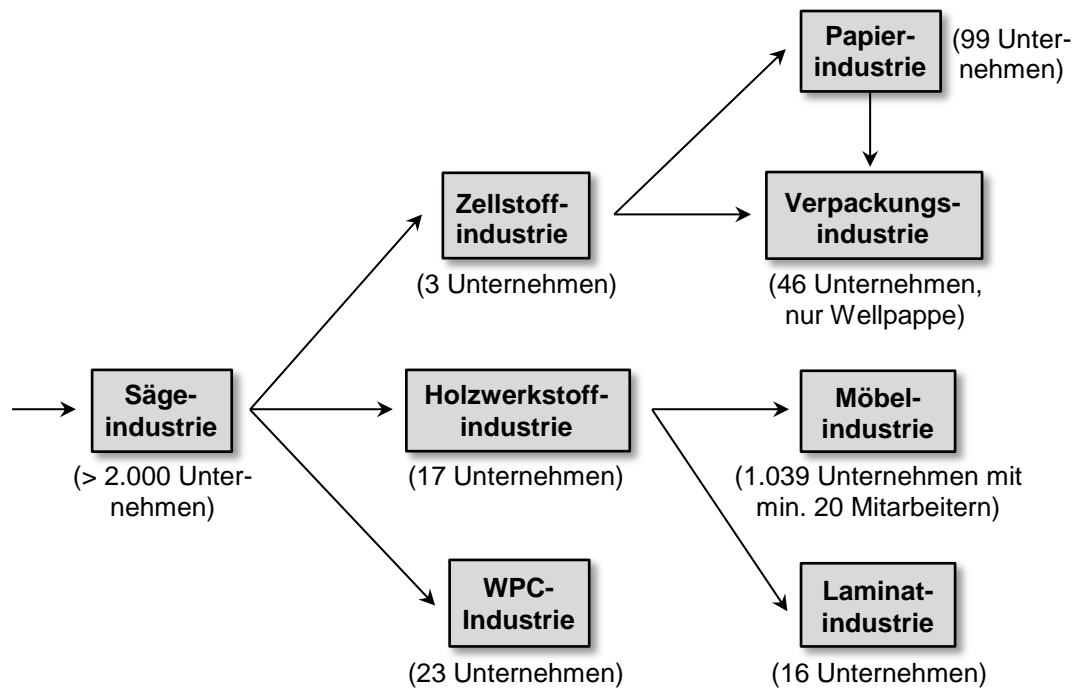 Papier-
industrie
(99 Unter-
nehmen)
Zellstoff-
industrie
(3 Unternehmen)
Verpackungs-
industrie
(46 Unternehmen,
nur Wellpappe)
Säge-
industrie
(> 2.000 Unter-
nehmen)
Holzwerkstoff-
industrie
(17 Unternehmen)
Möbel-
industrie
(1.039 Unternehmen mit
min. 20 Mitarbeitern)
WPC-
Industrie
(23 Unternehmen)
Laminat-
industrie
(16 Unternehmen)